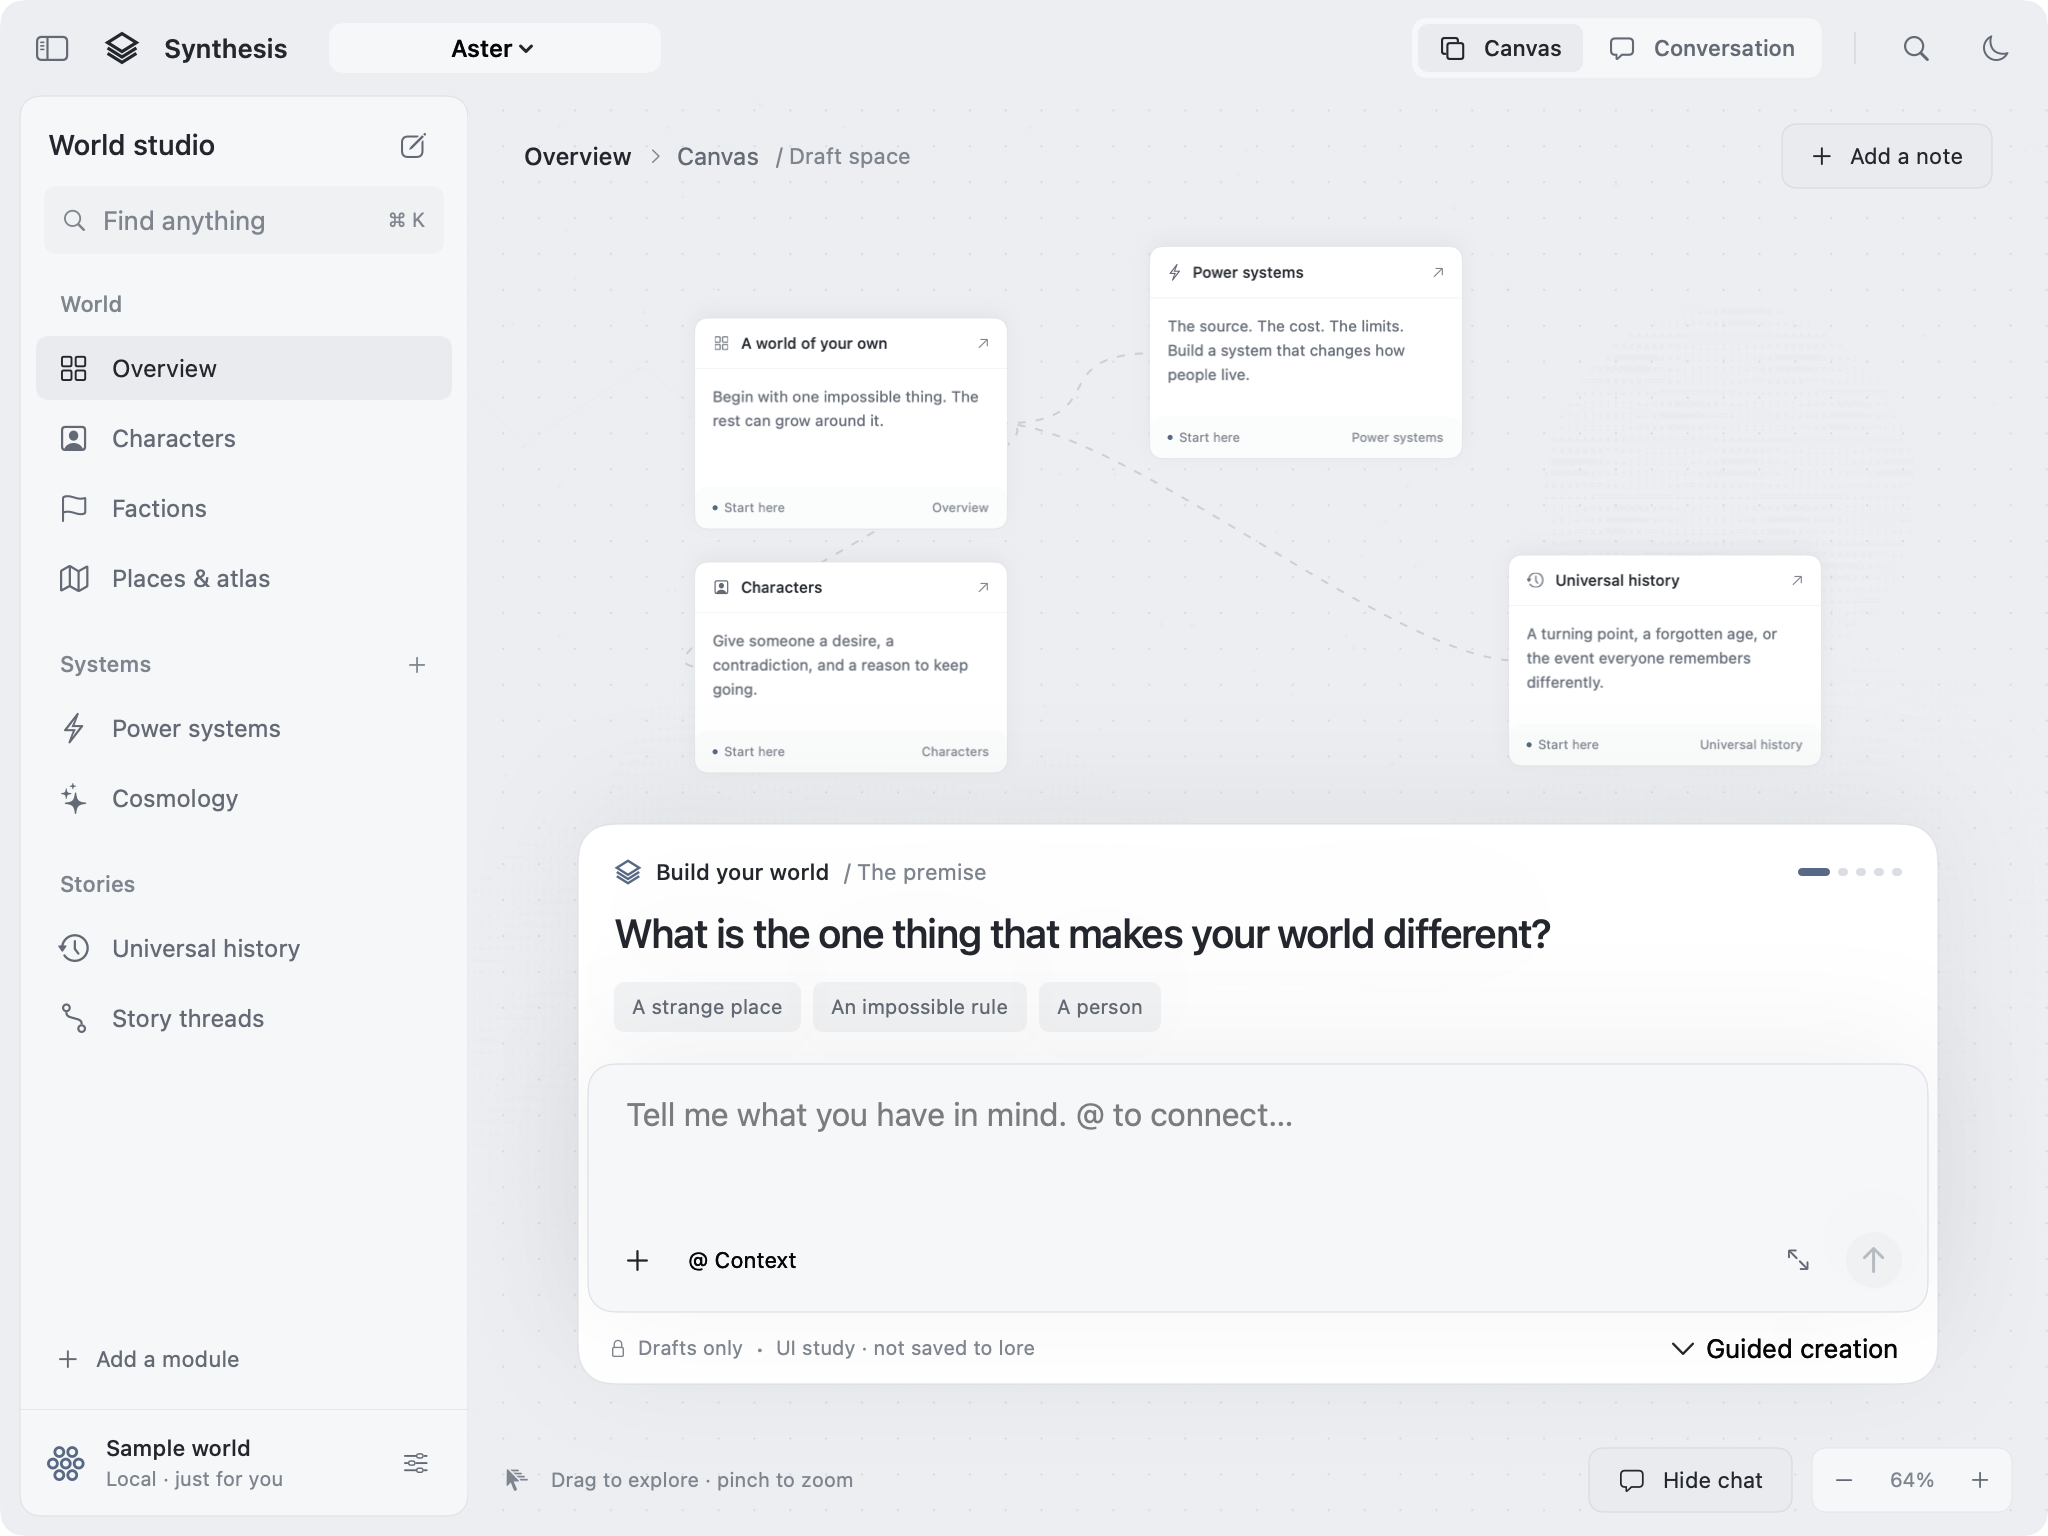 Synthesis
Aster
Canvas
Conversation
World studio
Find anything
⌘ K
World
Overview
Characters
Factions
Places & atlas
Systems
Power systems
Cosmology
Stories
Universal history
Story threads
Add a module
Sample world
Local · just for you
Overview > Canvas / Draft space
Add a note
A world of your own
Begin with one impossible thing. The
rest can grow around it.
Start here
Overview
Power systems
The source. The cost. The limits.
Build a system that changes how
people live.
Start here
Power systems
Characters
Give someone a desire, a
contradiction, and a reason to keep
going.
Start here
Characters
Universal history
A turning point, a forgotten age, or
the event everyone remembers
differently.
Start here
Universal history
Build your world / The premise
What is the one thing that makes your world different?
A strange place
An impossible rule
A person
Tell me what you have in mind. @ to connect...
@ Context
Drafts only · UI study · not saved to lore
Guided creation
Drag to explore · pinch to zoom
Hide chat
64%